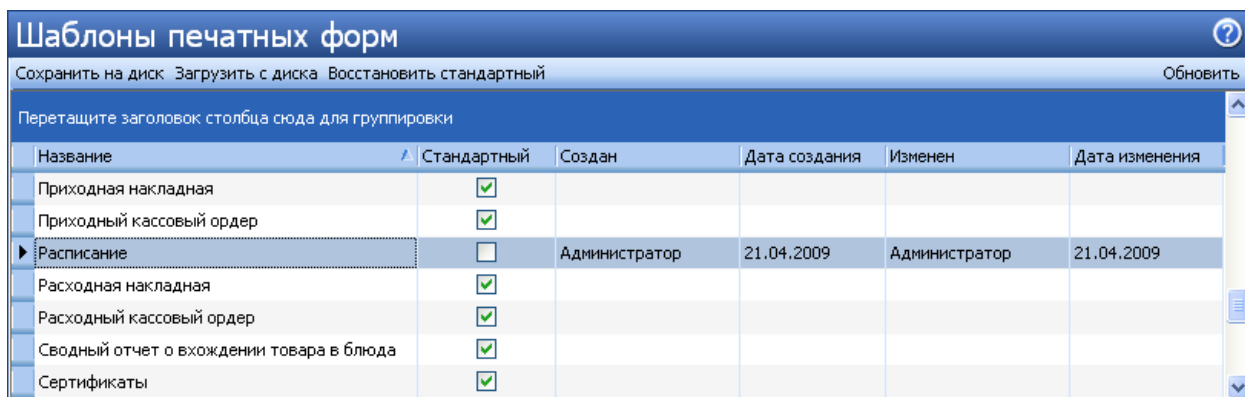 Шаблоны печатных форм
Сохранить на диск Загрузить с диска Восстановить стандартный Обновить
Перетащите заголовок столбца сюда для группировки
Название Стандартный Создан Дата создания Изменен Дата изменения
Приходная накладная
Приходный кассовый ордер
Расписание Администратор 21.04.2009 Администратор 21.04.2009
Расходная накладная
Расходный кассовый ордер
Сводный отчет о вхождении товара в блюда
Сертификаты